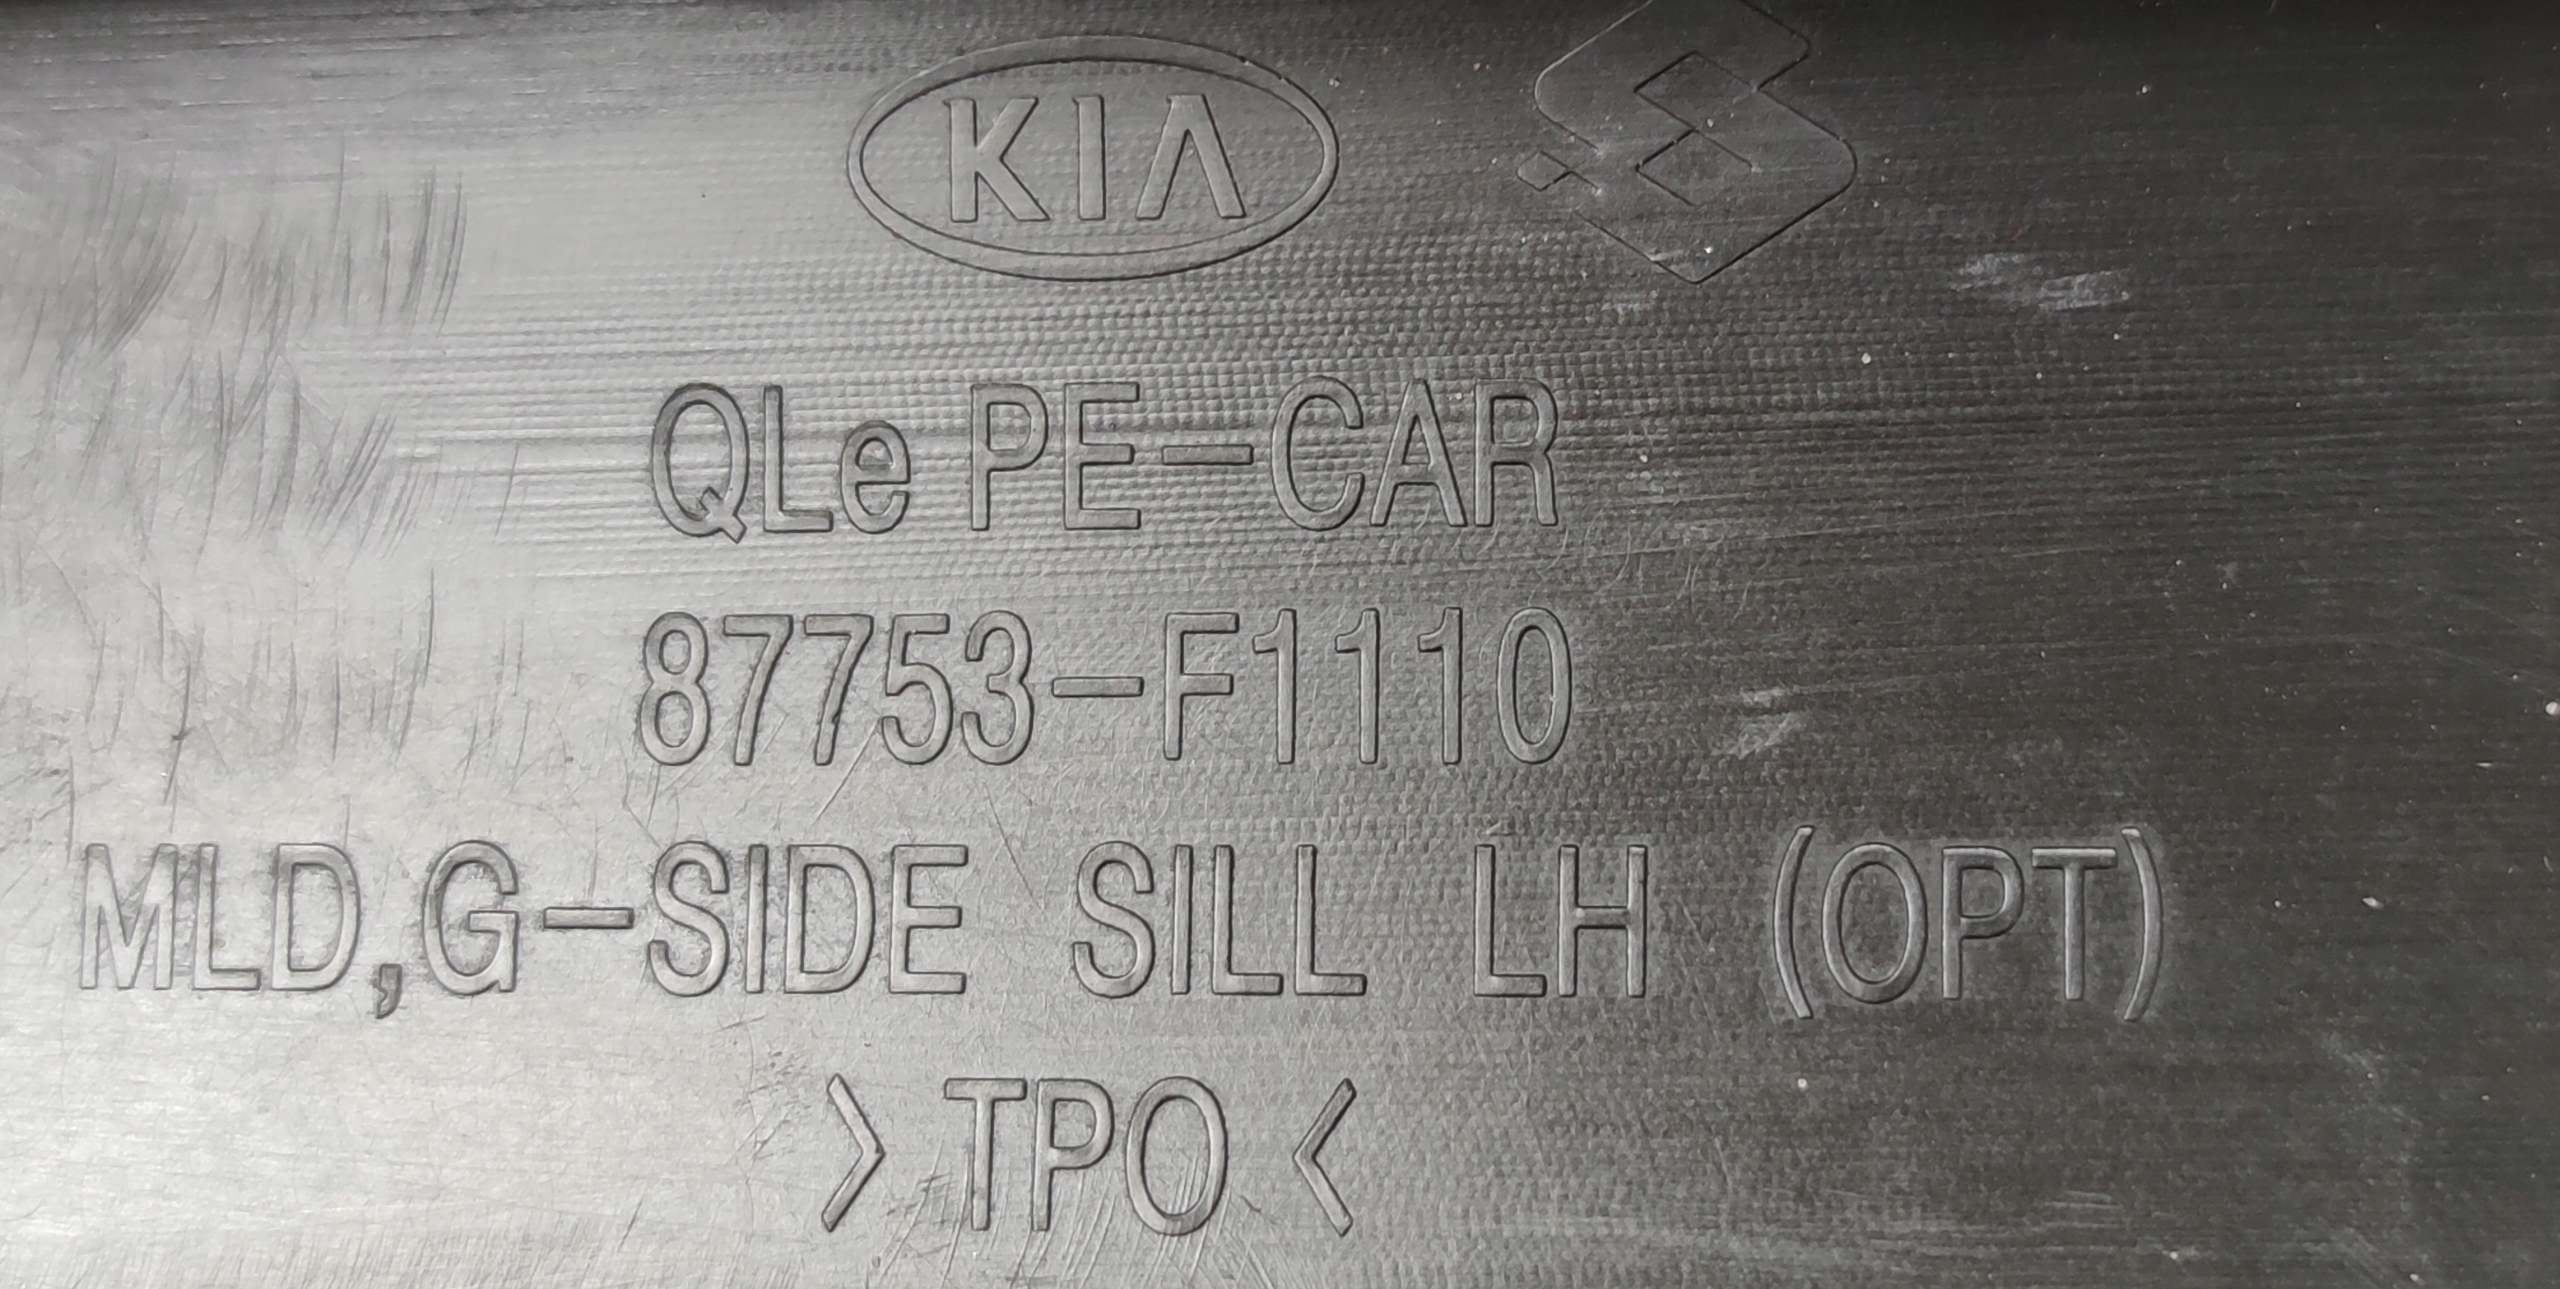 KIA
QLe PE-CAR
87753-F1110
MLD,G-SIDE SILL LH (OPT)
>TPO<